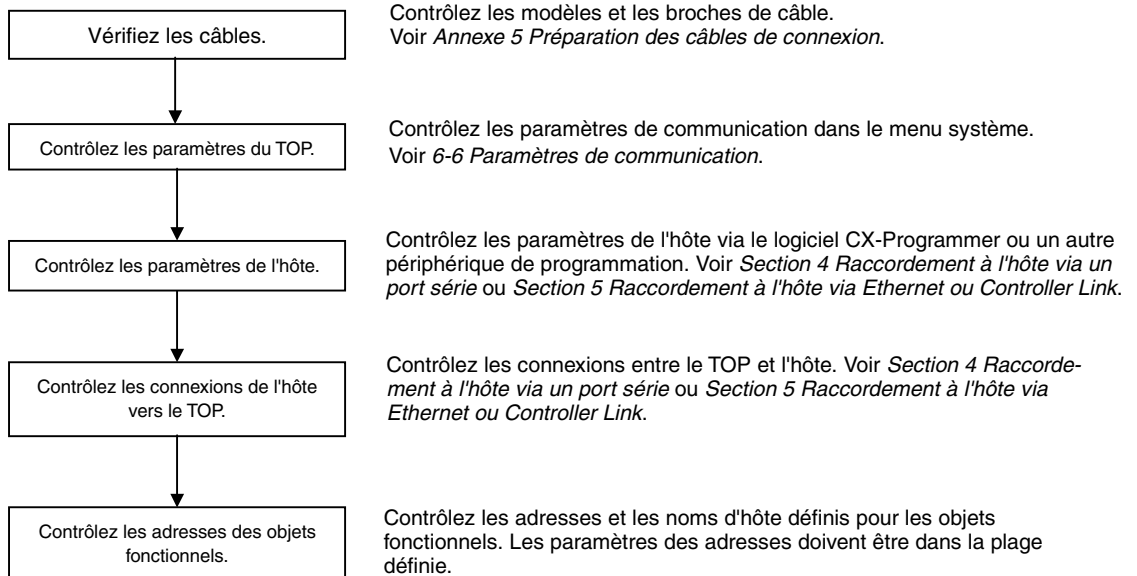 Vérifiez les câbles.
Contrôlez les modèles et les broches de câble.
Voir Annexe 5 Préparation des câbles de connexion.
Contrôlez les paramètres du TOP.
Contrôlez les paramètres de communication dans le menu système.
Voir 6-6 Paramètres de communication.
Contrôlez les paramètres de l'hôte.
Contrôlez les paramètres de l'hôte via le logiciel CX-Programmer ou un autre
périphérique de programmation. Voir Section 4 Raccordement à l'hôte via un
port série ou Section 5 Raccordement à l'hôte via Ethernet ou Controller Link.
Contrôlez les connexions de l'hôte
vers le TOP.
Contrôlez les connexions entre le TOP et l'hôte. Voir Section 4 Raccorde-
ment à l'hôte via un port série ou Section 5 Raccordement à l'hôte via
Ethernet ou Controller Link.
Contrôlez les adresses des objets
fonctionnels.
Contrôlez les adresses et les noms d'hôte définis pour les objets
fonctionnels. Les paramètres des adresses doivent être dans la plage
définie.